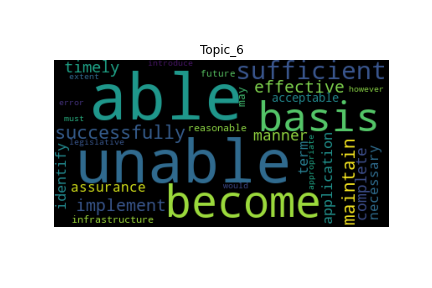 Topic_6
timely
introduce
sufficient
extent
able
future
effective
however
error
may
acceptable
basis
must
successfully
reasonable
manner
legislative
unable
identify
term
appropriate
application
maintain
complete
necessary
assurance
become
would
implement
infrastructure